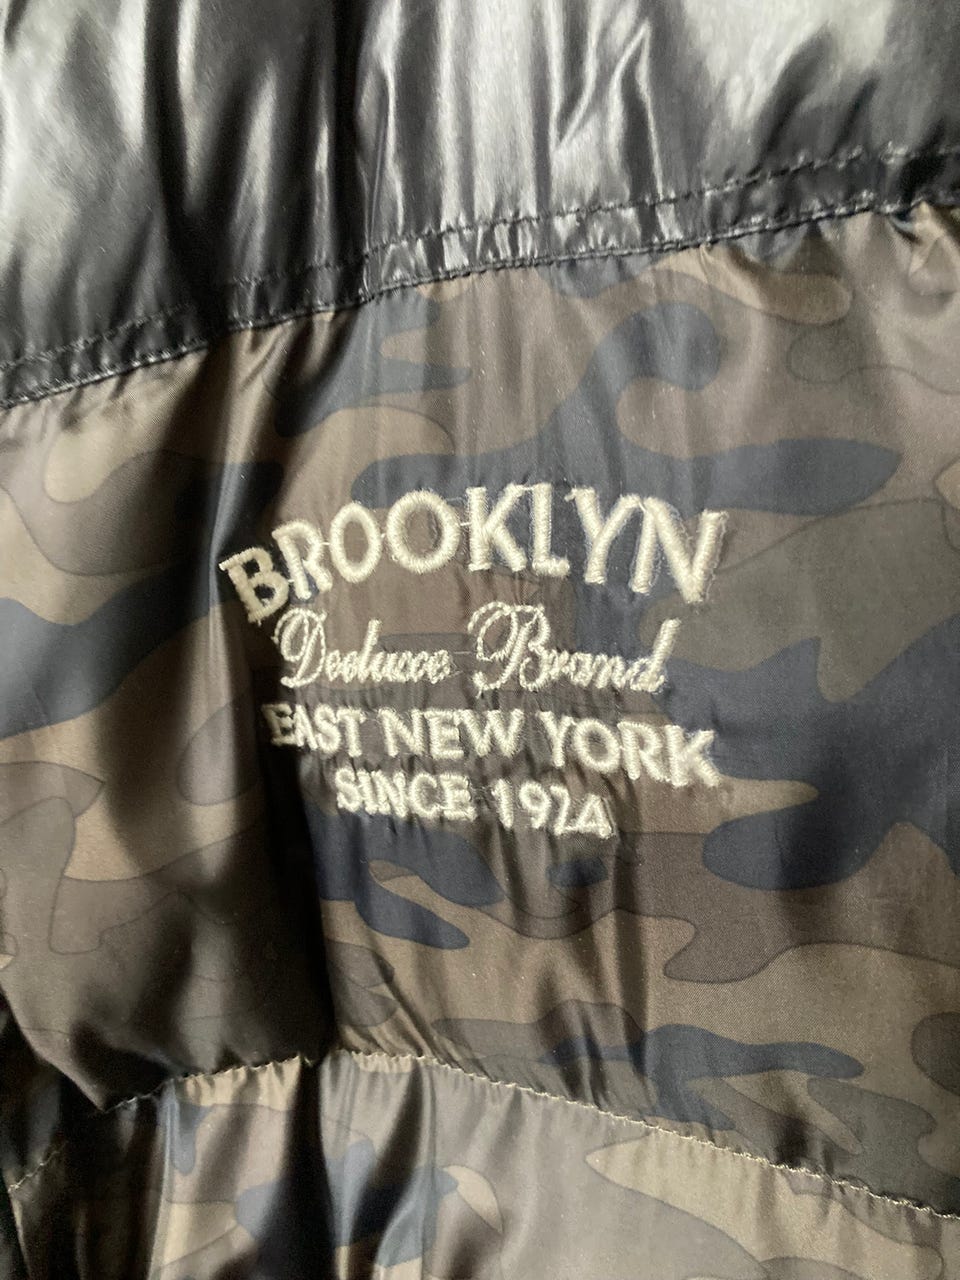 BROOKLYN
Deeluxe Brand
EAST NEW YORK
SINCE 1924